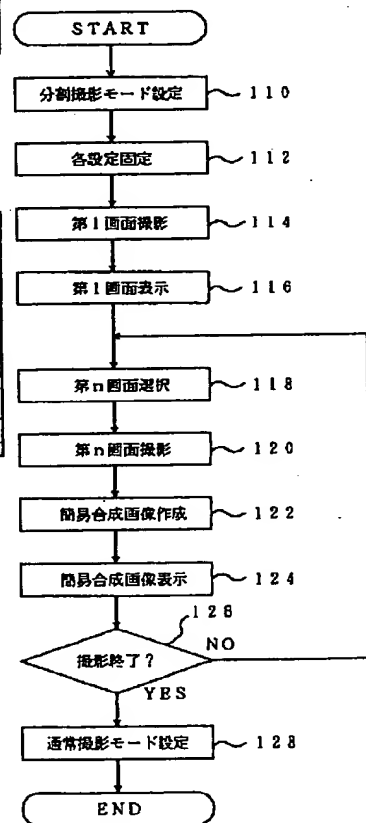 START
分割撮影モード設定 110
各設定固定 112
第1画面撮影 114
第1画面表示 116
第n画面選択 118
第n画面撮影 120
簡易合成画像作成 122
簡易合成画像表示 124
126
撮影終了? NO
YES
通常撮影モード設定 128
END